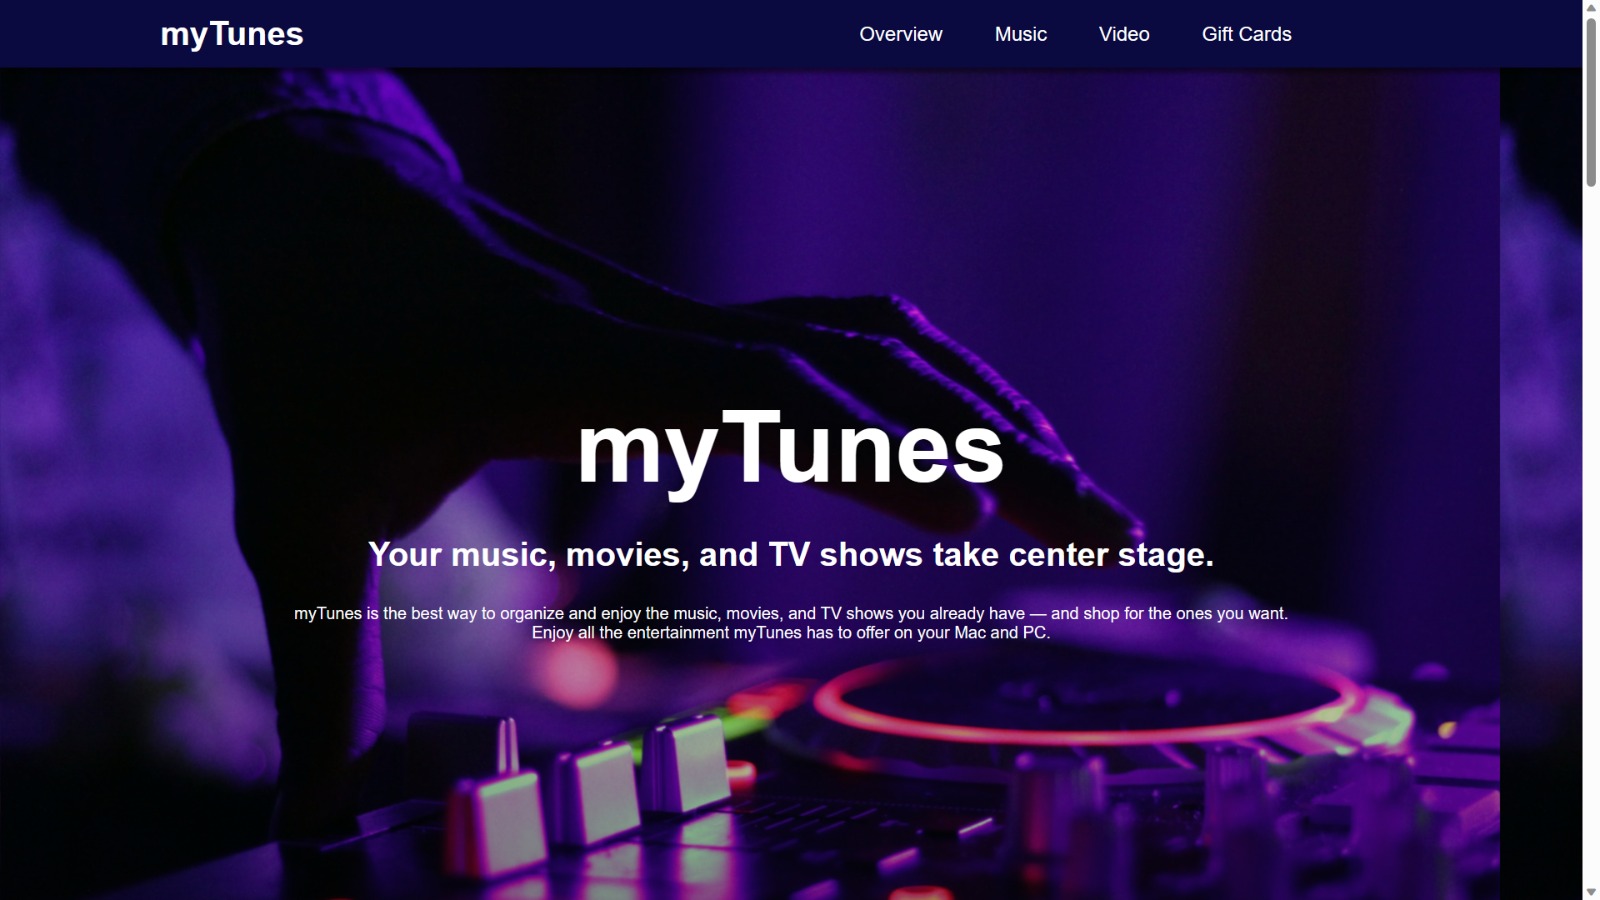 myTunes
Overview
Music
Video
Gift Cards
myTunes
Your music, movies, and TV shows take center stage.
myTunes is the best way to organize and enjoy the music, movies, and TV shows you already have — and shop for the ones you want.
Enjoy all the entertainment myTunes has to offer on your Mac and PC.